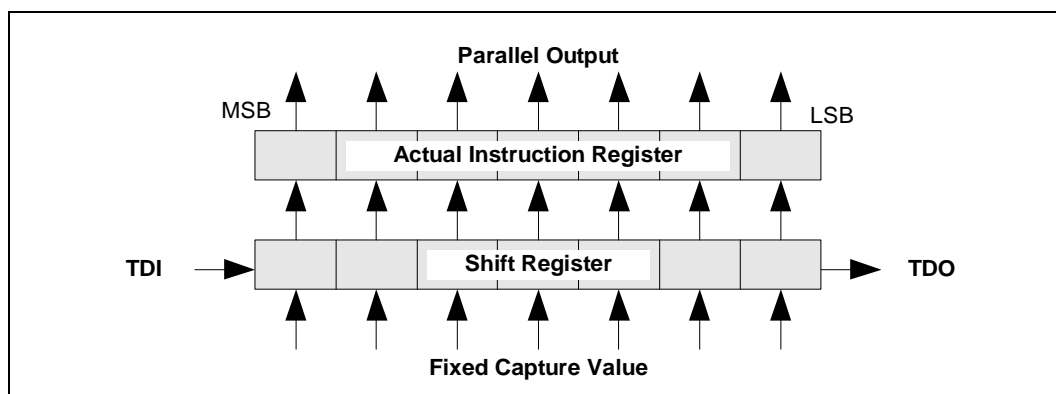 Parallel Output
MSB
LSB
Actual Instruction Register
TDI
Shift Register
TDO
Fixed Capture Value